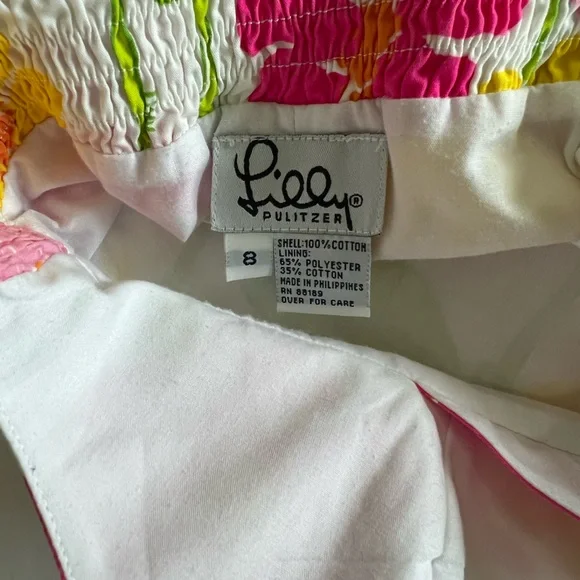 Lilly®
PULITZER
8
SHELL:100% COTTON
LINING:
65% POLYESTER
35% COTTON
MADE IN PHILIPPINES
RN 88189
OVER FOR CARE